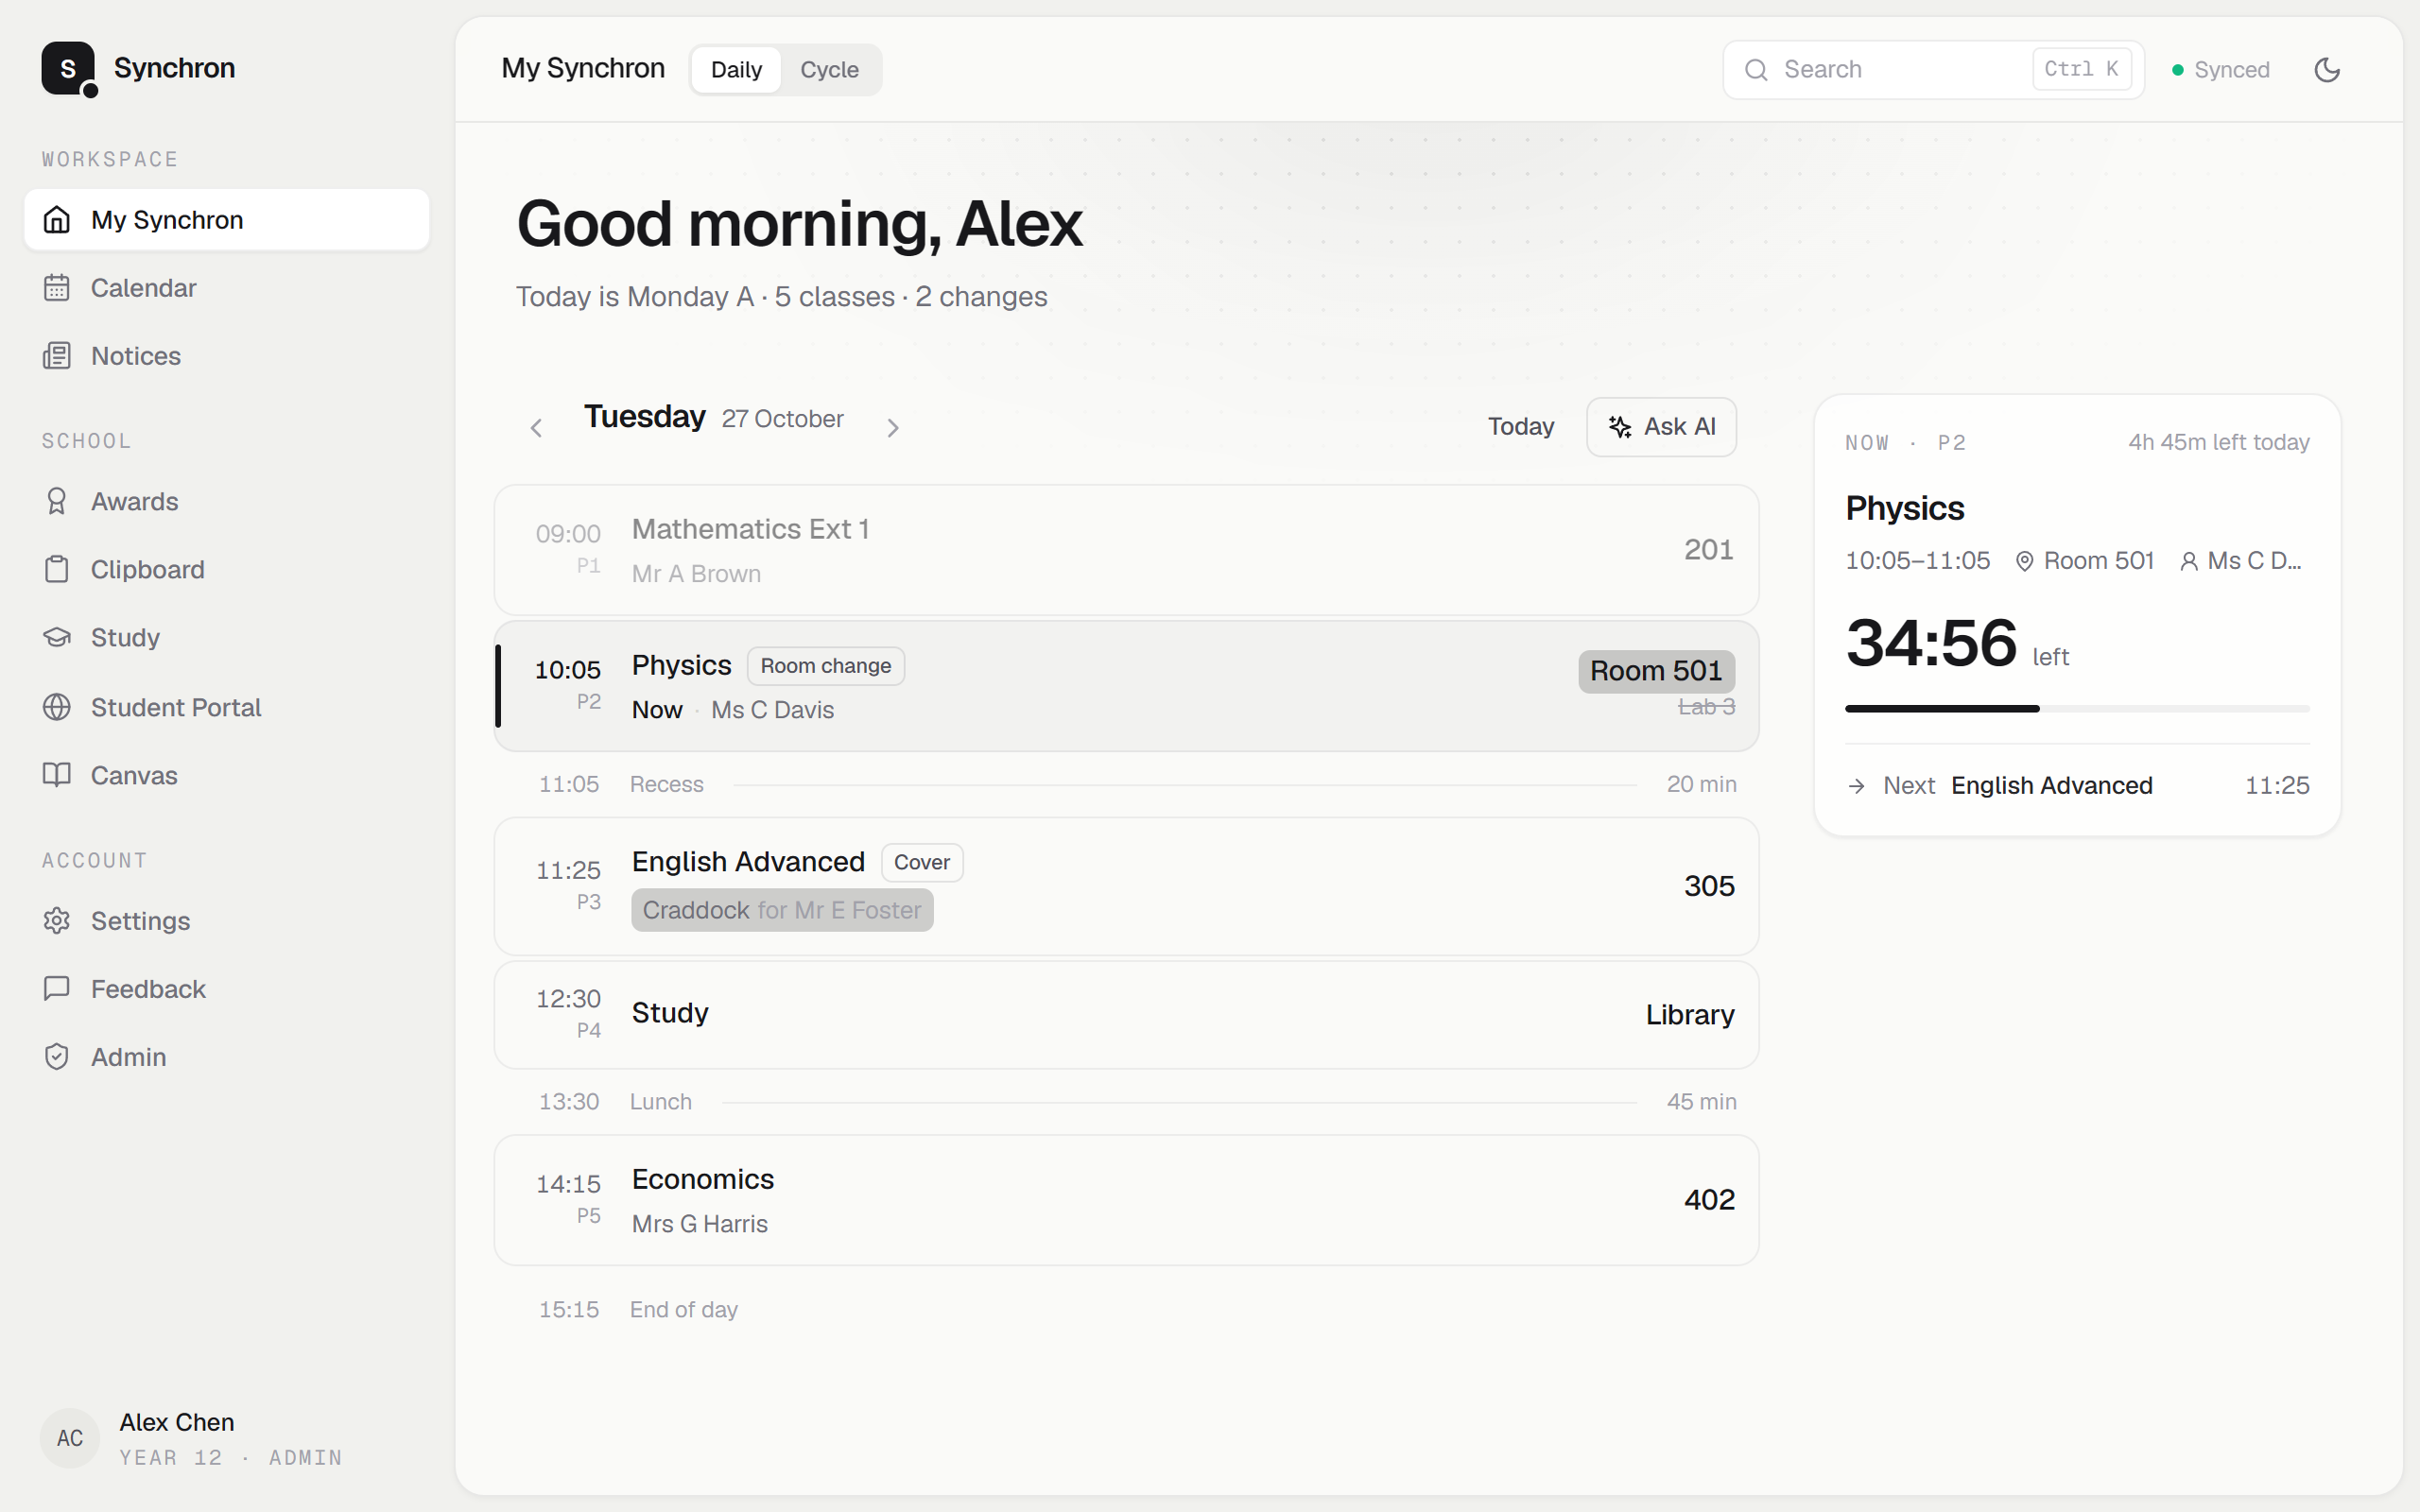 S Synchron
WORKSPACE
My Synchron
Calendar
Notices
SCHOOL
Awards
Clipboard
Study
Student Portal
Canvas
ACCOUNT
Settings
Feedback
Admin
AC
Alex Chen
YEAR 12 · ADMIN
My Synchron Daily Cycle
Search Ctrl K Synced
Good morning, Alex
Today is Monday A · 5 classes · 2 changes
Tuesday 27 October
Today Ask AI
09:00 Mathematics Ext 1
P1 Mr A Brown
201
10:05 Physics Room change
P2 Now · Ms C Davis
Room 501
Lab 3
11:05 Recess 20 min
11:25 English Advanced Cover
P3 Craddock for Mr E Foster
305
12:30 Study
P4
Library
13:30 Lunch 45 min
14:15 Economics
P5 Mrs G Harris
402
15:15 End of day
NOW · P2 4h 45m left today
Physics
10:05–11:05 Room 501 Ms C D...
34:56 left
Next English Advanced 11:25